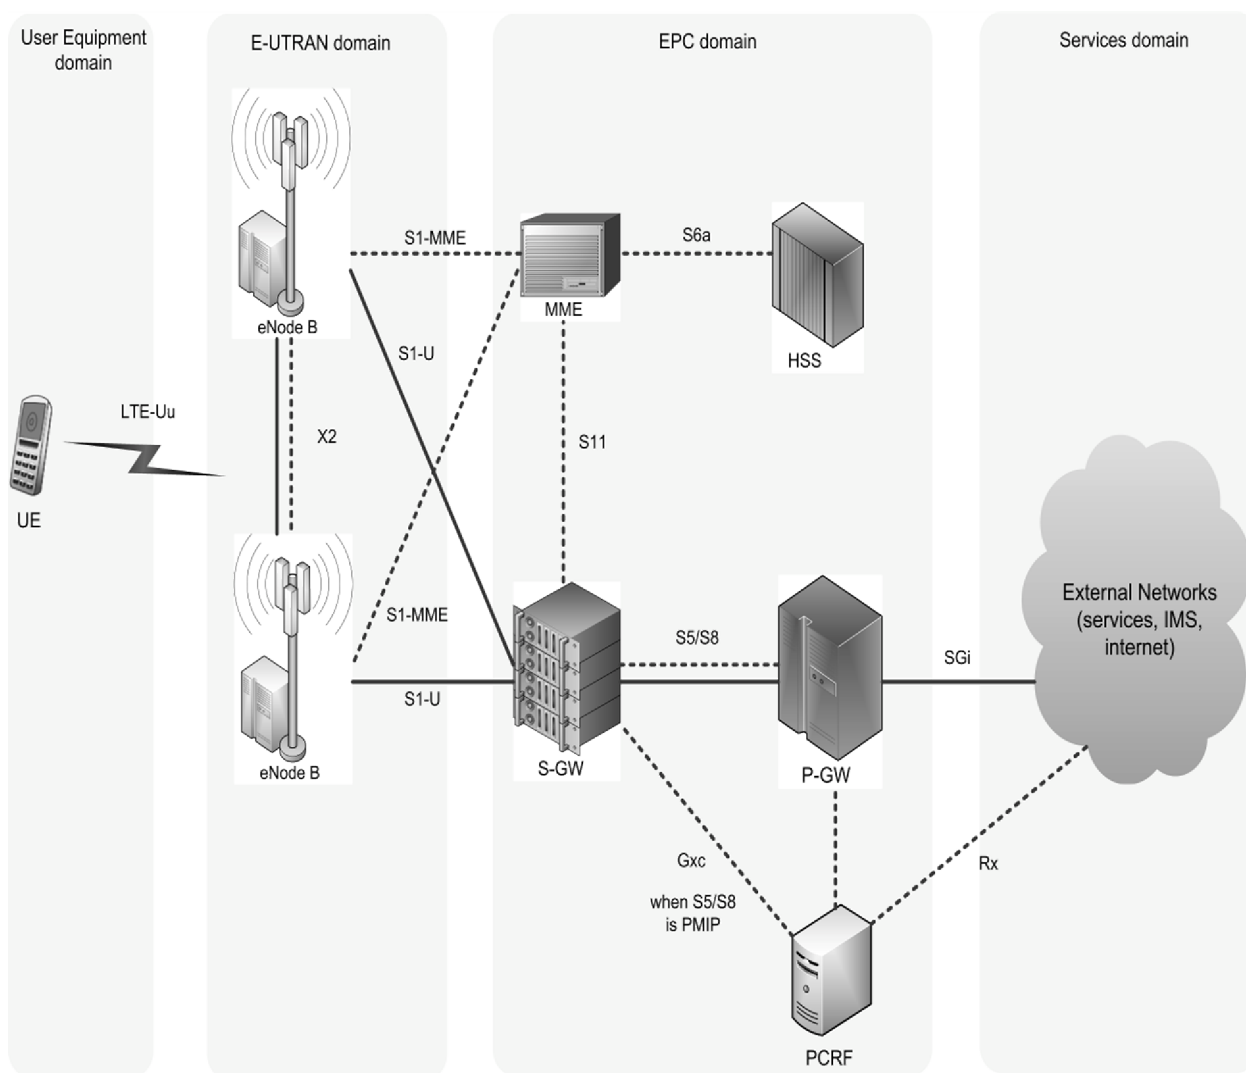 User Equipment
domain
E-UTRAN domain
EPC domain
Services domain
S1-MME
S6a
MME
eNode B
S1-U
HSS
LTE-Uu
X2
S11
UE
External Networks
(services, IMS,
internet)
S1-MME
S5/S8
SGi
S1-U
S-GW
P-GW
eNode B
Gxc
Rx
when S5/S8
is PMIP
PCRF